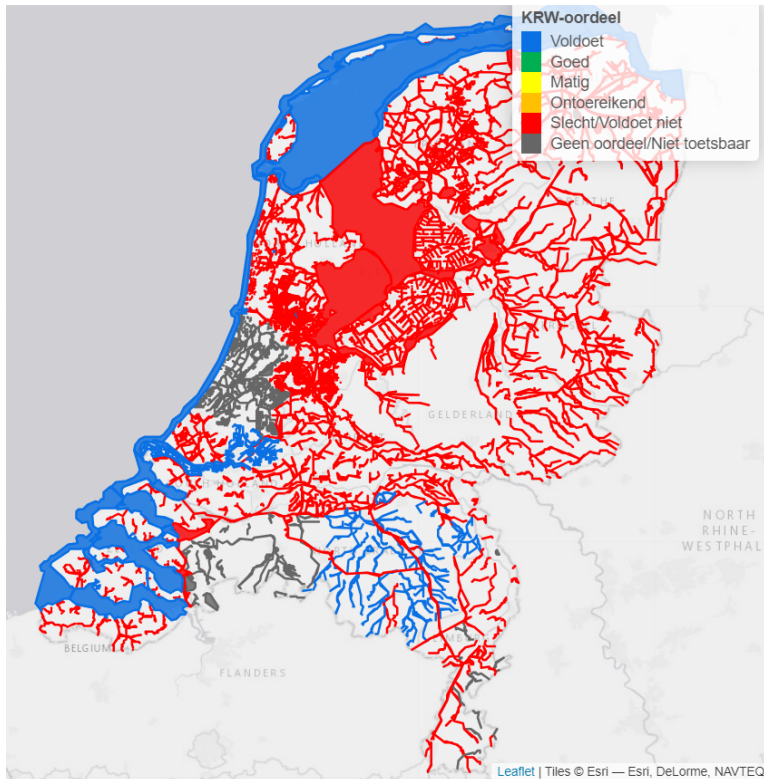 KRW-oordeel
Voldoet
Goed
Matig
Ontoereikend
Slecht/Voldoet niet
Geen oordeel/Niet toetsbaar
GELDERLAND
NORTH
RHINE-
WESTPHAL
BELGIUM
FLANDERS
Leaflet | Tiles © Esri — Esri, DeLorme, NAVTEQ